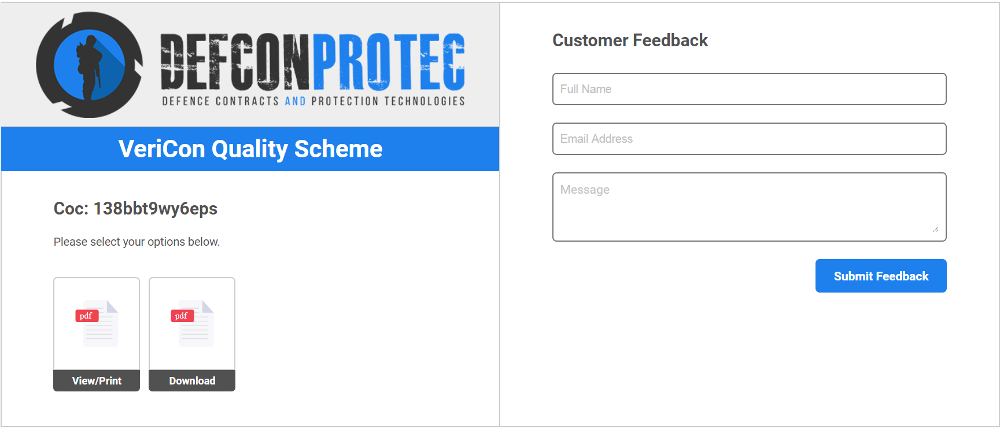 DEFCONPROTEC
DEFENCE CONTRACTS AND PROTECTION TECHNOLOGIES
VeriCon Quality Scheme
Coc: 138bbt9wy6eps
Please select your options below.
pdf
pdf
View/Print
Download
Customer Feedback
Full Name
Email Address
Message
Submit Feedback